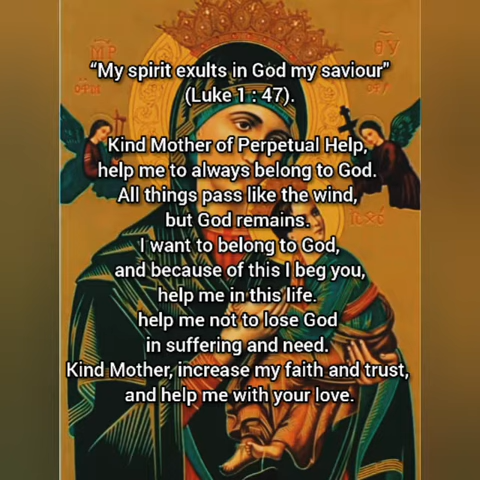 “My spirit exults in God my saviour"
(Luke 1 : 47).
Kind Mother of Perpetual Help,
help me to always belong to God.
All things pass like the wind,
but God remains.
I want to belong to God,
and because of this I beg you,
help me in this life.
help me not to lose God
in suffering and need.
Kind Mother, increase my faith and trust,
and help me with your love.